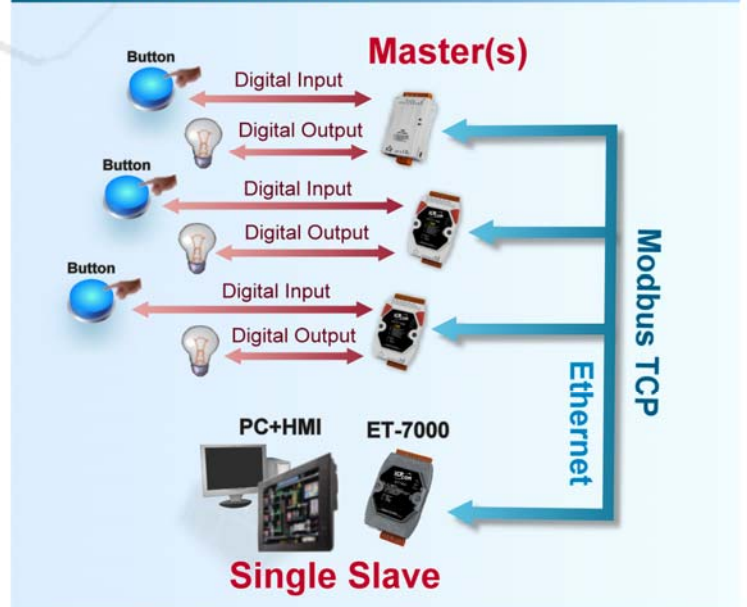 Master(s)
Button
Digital Input
Digital Output
Button
Digital Input
Digital Output
Button
Digital Input
Digital Output
Modbus TCP
Ethernet
PC+HMI
ET-7000
Single Slave